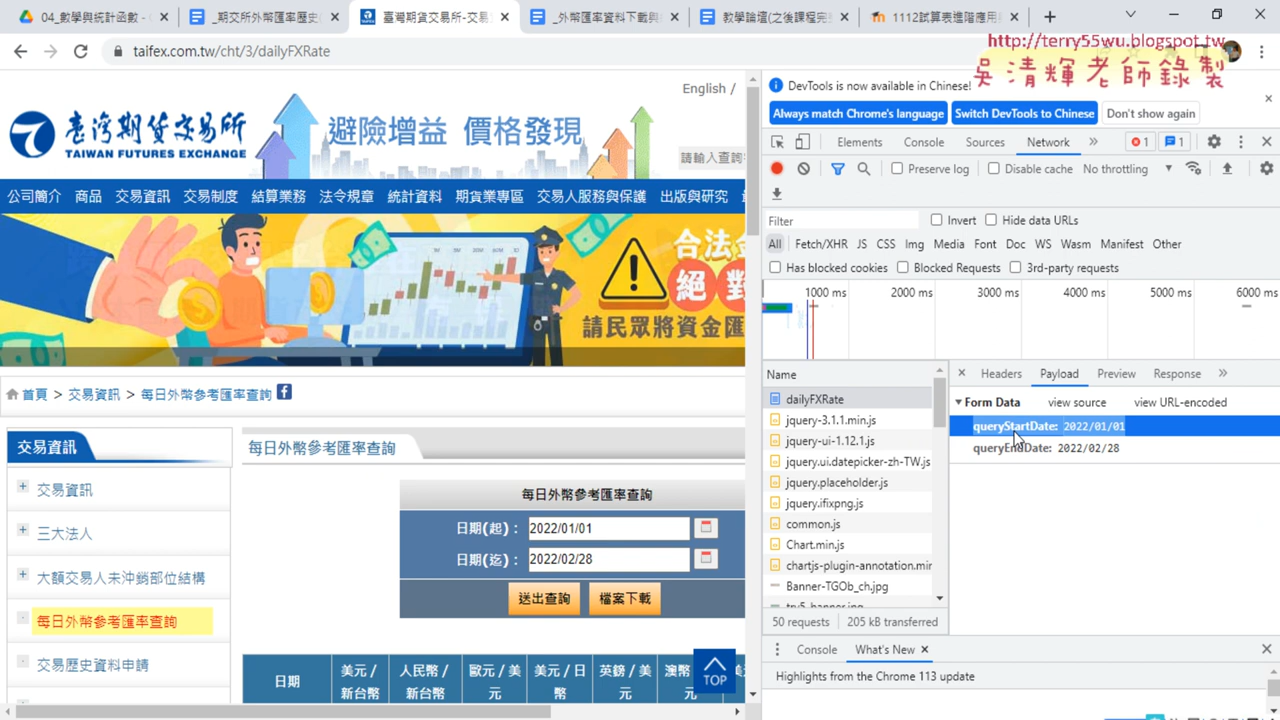 04_數學與統計函數 - G
_期交所外幣匯率歷史
臺灣期貨交易所-交易
_外幣匯率資料下載與
教學論壇(之後課程完
1112試算表進階應用
taifex.com.tw/cht/3/dailyFXRate
http://terry55wu.blogspot.tw
吳清輝老師錄製
English /
臺灣期貨交易所
TAIWAN FUTURES EXCHANGE
避險增益 價格發現
請輸入查詢
公司簡介 商品 交易資訊 交易制度 結算業務 法令規章 統計資料 期貨業專區 交易人服務與保護 出版與研究
合法
絕對
請民眾將資金匯
首頁 > 交易資訊 > 每日外幣參考匯率查詢
交易資訊
交易資訊
三大法人
大額交易人未沖銷部位結構
每日外幣參考匯率查詢
交易歷史資料申請
每日外幣參考匯率查詢
每日外幣參考匯率查詢
日期(起)： 2022/01/01
日期(迄)： 2022/02/28
送出查詢 檔案下載
日期
美元 / 新台幣
人民幣 / 新台幣
歐元 / 美元
美元 / 日幣
英鎊 / 美元
澳幣
TOP
DevTools is now available in Chinese!
Always match Chrome's language Switch DevTools to Chinese Don't show again
Elements Console Sources Network » 1 1
Preserve log Disable cache No throttling
Filter Invert Hide data URLs
All Fetch/XHR JS CSS Img Media Font Doc WS Wasm Manifest Other
Has blocked cookies Blocked Requests 3rd-party requests
1000 ms 2000 ms 3000 ms 4000 ms 5000 ms 6000 ms
Name
dailyFXRate
jquery-3.1.1.min.js
jquery-ui-1.12.1.js
jquery.ui.datepicker-zh-TW.js
jquery.placeholder.js
jquery.ifixpng.js
common.js
Chart.min.js
chartjs-plugin-annotation.min
Banner-TGOb_ch.jpg
50 requests 205 kB transferred
Headers Payload Preview Response »
Form Data view source view URL-encoded
queryStartDate: 2022/01/01
queryEndDate: 2022/02/28
Console What's New
Highlights from the Chrome 113 update